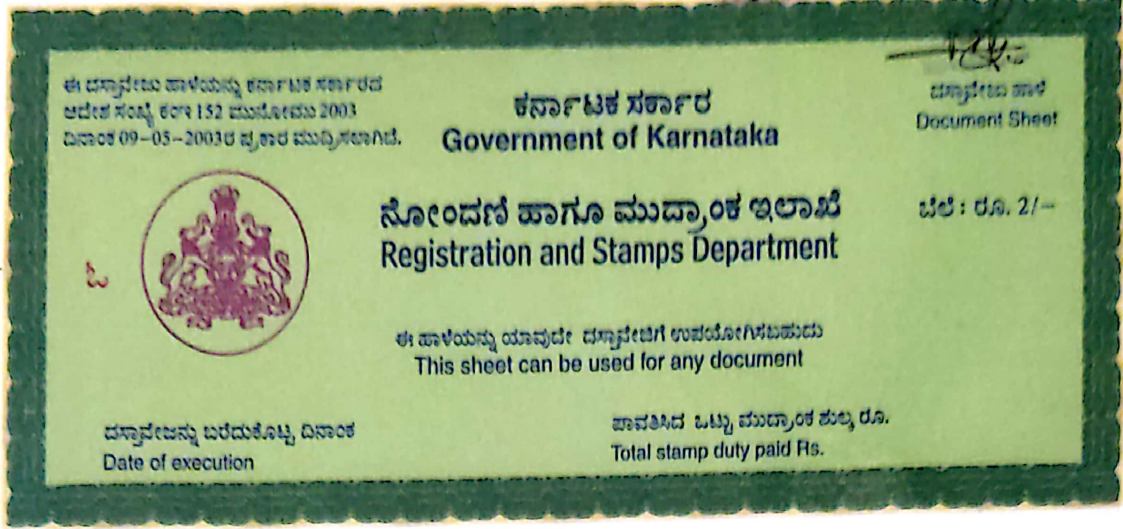 ಈ ದಸ್ತಾವೇಜು ಹಾಳೆಯನ್ನು ಕರ್ನಾಟಕ ಸರ್ಕಾರದ
ಆದೇಶ ಸಂಖ್ಯೆ ಕಂಇ 152 ಮುನೋಮು 2003
ದಿನಾಂಕ 09-05-2003ರ ಪ್ರಕಾರ ಮುದ್ರಿಸಲಾಗಿದೆ.
ಕರ್ನಾಟಕ ಸರ್ಕಾರ
Government of Karnataka
ದಸ್ತಾವೇಜು ಹಾಳೆ
Document Sheet
ನೋಂದಣಿ ಹಾಗೂ ಮುದ್ರಾಂಕ ಇಲಾಖೆ
Registration and Stamps Department
ಬೆಲೆ : ರೂ. 2/-
ಓ
ಈ ಹಾಳೆಯನ್ನು ಯಾವುದೇ ದಸ್ತಾವೇಜಿಗೆ ಉಪಯೋಗಿಸಬಹುದು
This sheet can be used for any document
ದಸ್ತಾವೇಜನ್ನು ಬರೆದುಕೊಟ್ಟ ದಿನಾಂಕ
Date of execution
ಪಾವತಿಸಿದ ಒಟ್ಟು ಮುದ್ರಾಂಕ ಶುಲ್ಕ ರೂ.
Total stamp duty paid Rs.